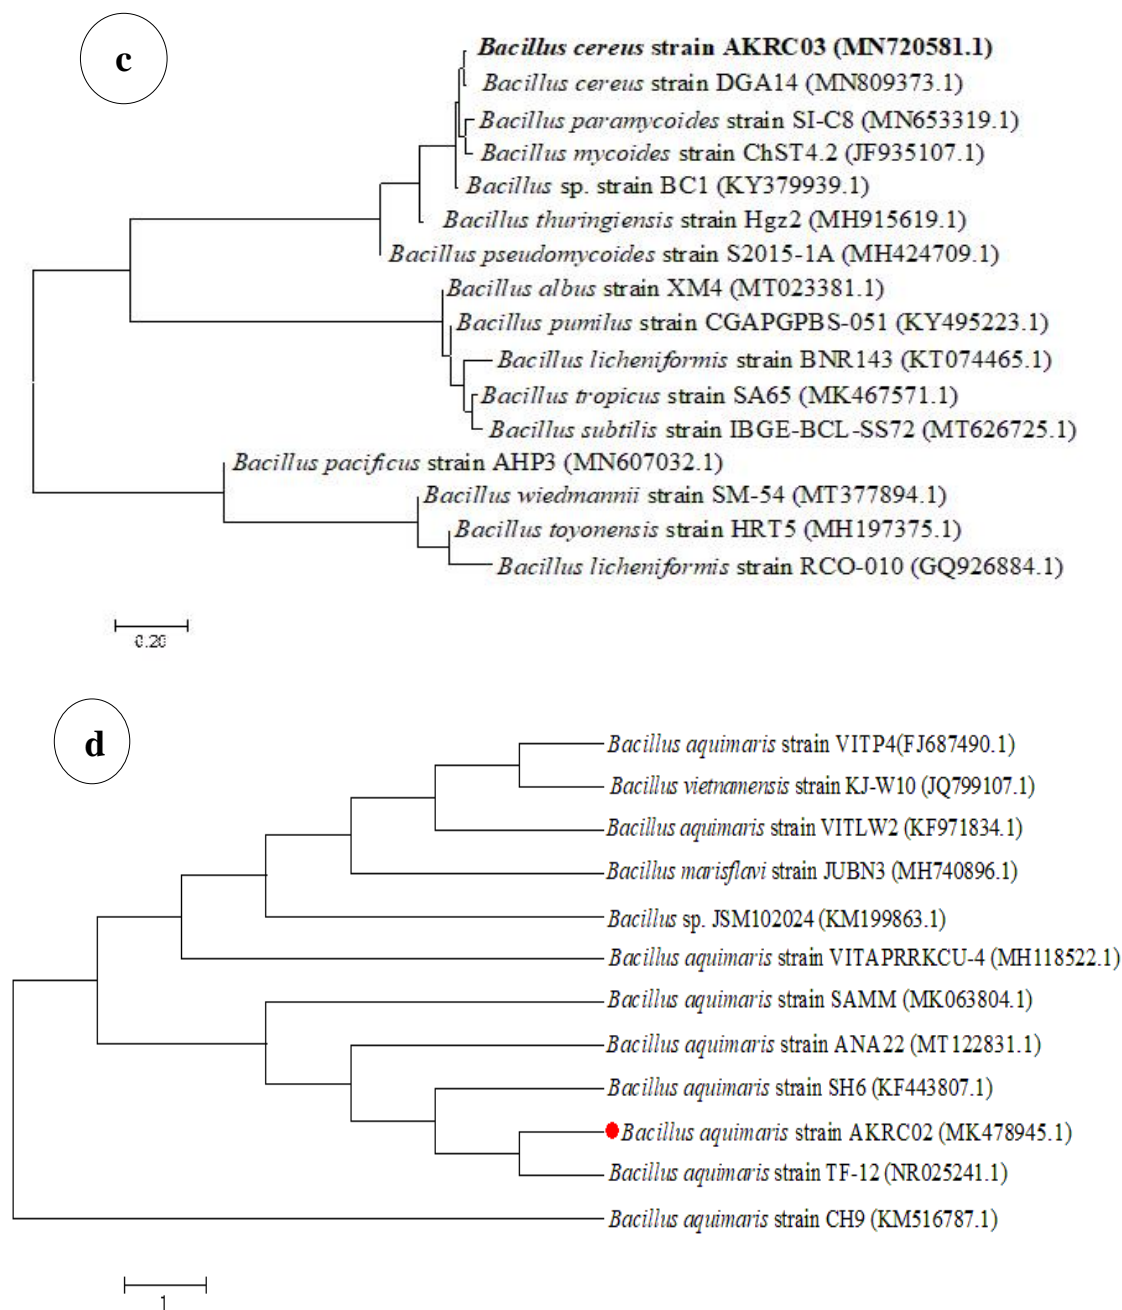 c
Bacillus cereus strain AKRC03 (MN720581.1)
Bacillus cereus strain DGA14 (MN809373.1)
Bacillus paramycoides strain SI-C8 (MN653319.1)
Bacillus mycoides strain ChST4.2 (JF935107.1)
Bacillus sp. strain BC1 (KY379939.1)
Bacillus thuringiensis strain Hgz2 (MH915619.1)
Bacillus pseudomycoides strain S2015-1A (MH424709.1)
Bacillus albus strain XM4 (MT023381.1)
Bacillus pumilus strain CGAPGPBS-051 (KY495223.1)
Bacillus licheniformis strain BNR143 (KT074465.1)
Bacillus tropicus strain SA65 (MK467571.1)
Bacillus subtilis strain IBGE-BCL-SS72 (MT626725.1)
Bacillus pacificus strain AHP3 (MN607032.1)
Bacillus wiedmannii strain SM-54 (MT377894.1)
Bacillus toyonensis strain HRT5 (MH197375.1)
Bacillus licheniformis strain RCO-010 (GQ926884.1)
0.20
d
Bacillus aquimaris strain VITP4(FJ687490.1)
Bacillus vietnamensis strain KJ-W10 (JQ799107.1)
Bacillus aquimaris strain VITLW2 (KF971834.1)
Bacillus marisflavi strain JUBN3 (MH740896.1)
Bacillus sp. JSM102024 (KM199863.1)
Bacillus aquimaris strain VITAPRRKCU-4 (MH118522.1)
Bacillus aquimaris strain SAMM (MK063804.1)
Bacillus aquimaris strain ANA22 (MT122831.1)
Bacillus aquimaris strain SH6 (KF443807.1)
Bacillus aquimaris strain AKRC02 (MK478945.1)
Bacillus aquimaris strain TF-12 (NR025241.1)
Bacillus aquimaris strain CH9 (KM516787.1)
1